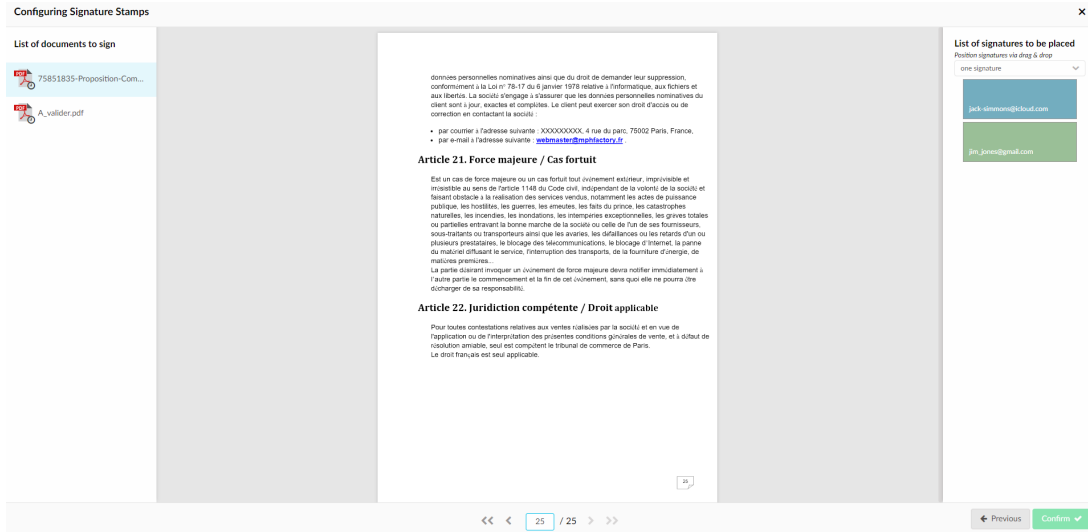 Configuring Signature Stamps
×
List of documents to sign
75851835-Proposition-Com...
A_valider.pdf
données personnelles nominatives ainsi que du droit de demander leur suppression,
conformément à la Loi n° 78-17 du 6 janvier 1978 relative à l'informatique, aux fichiers et
aux libertés. La société s'engage à s'assurer que les données personnelles nominatives du
client sont à jour, exactes et complètes. Le client peut exercer son droit d'accès ou de
correction en contactant la société :
• par courrier à l'adresse suivante : XXXXXXXXX, 4 rue du parc, 75002 Paris, France,
• par e-mail à l'adresse suivante : webmaster@mphfactory.fr .
Article 21. Force majeure / Cas fortuit
Est un cas de force majeure ou un cas fortuit tout événement extérieur, imprévisible et
irrésistible au sens de l'article 1148 du Code civil, indépendant de la volonté de la société et
faisant obstacle à la réalisation des services vendus, notamment les actes de puissance
publique, les hostilités, les guerres, les émeutes, les faits du prince, les catastrophes
naturelles, les incendies, les inondations, les intempéries exceptionnelles, les grèves totales
ou partielles entravant la bonne marche de la société ou celle de l'un de ses fournisseurs,
sous-traitants ou transporteurs ainsi que les avaries, les défaillances ou les retards d'un ou
plusieurs prestataires, le blocage des télécommunications, le blocage d'Internet, la panne
du matériel diffusant le service, l'interruption des transports, de la fourniture d'énergie, de
matières premières...
La partie désirant invoquer un événement de force majeure devra notifier immédiatement à
l'autre partie le commencement et la fin de cet événement, sans quoi elle ne pourra être
décharger de sa responsabilité.
Article 22. Juridiction compétente / Droit applicable
Pour toutes contestations relatives aux ventes réalisées par la société et en vue de
l'application ou de l'interprétation des présentes conditions générales de vente, et à défaut de
résolution amiable, seul est compétent le tribunal de commerce de Paris.
Le droit français est seul applicable.
25
List of signatures to be placed
Position signatures via drag & drop
one signature
jack-simmons@icloud.com
jim_jones@gmail.com
25 / 25
Previous
Confirm